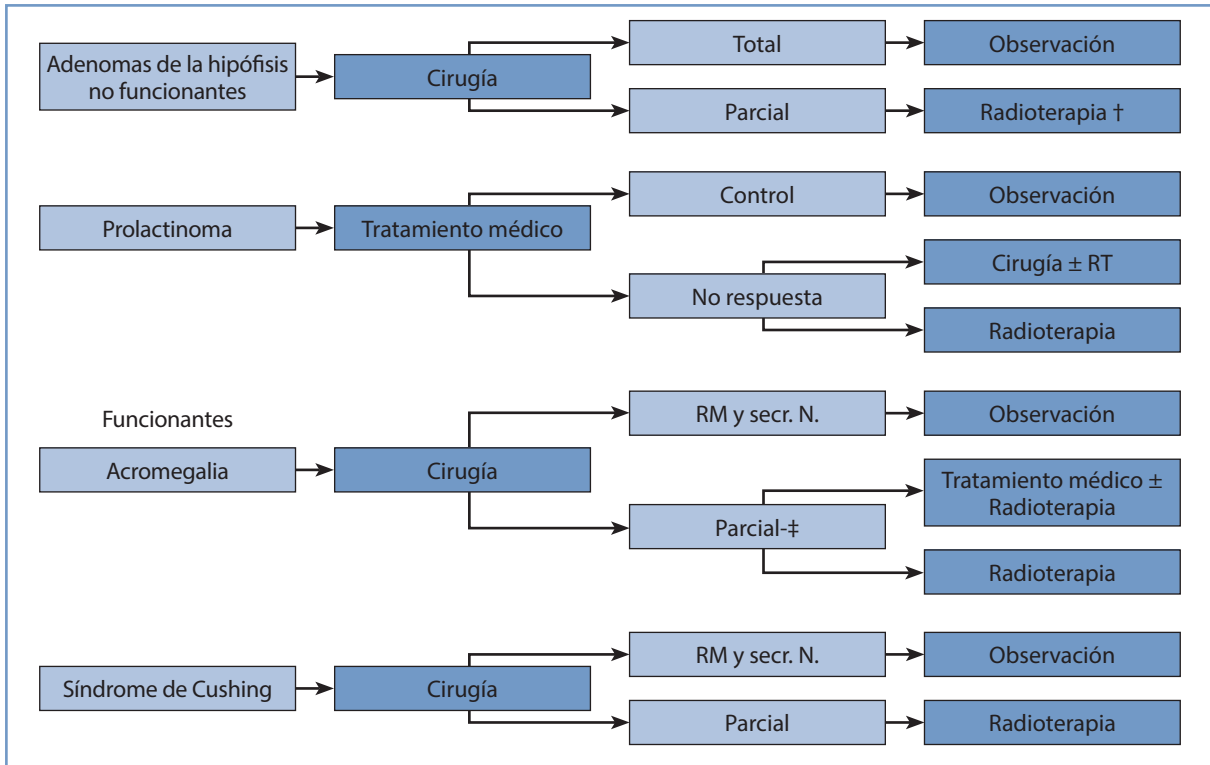 Adenomas de la hipófisis
no funcionantes
Cirugía
Total
Observación
Parcial
Radioterapia †
Prolactinoma
Tratamiento médico
Control
Observación
No respuesta
Cirugía ± RT
Radioterapia
Funcionantes
Acromegalia
Cirugía
RM y secr. N.
Observación
Parcial-‡
Tratamiento médico ±
Radioterapia
Radioterapia
Síndrome de Cushing
Cirugía
RM y secr. N.
Observación
Parcial
Radioterapia